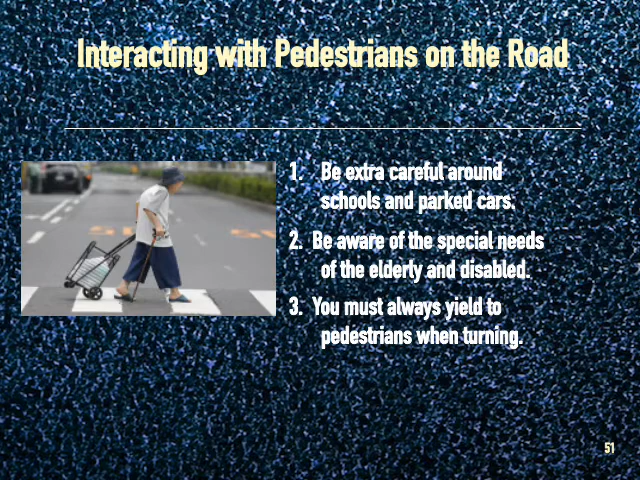 Interacting with Pedestrians on the Road
1. Be extra careful around
schools and parked cars.
2. Be aware of the special needs
of the elderly and disabled.
3. You must always yield to
pedestrians when turning.
51